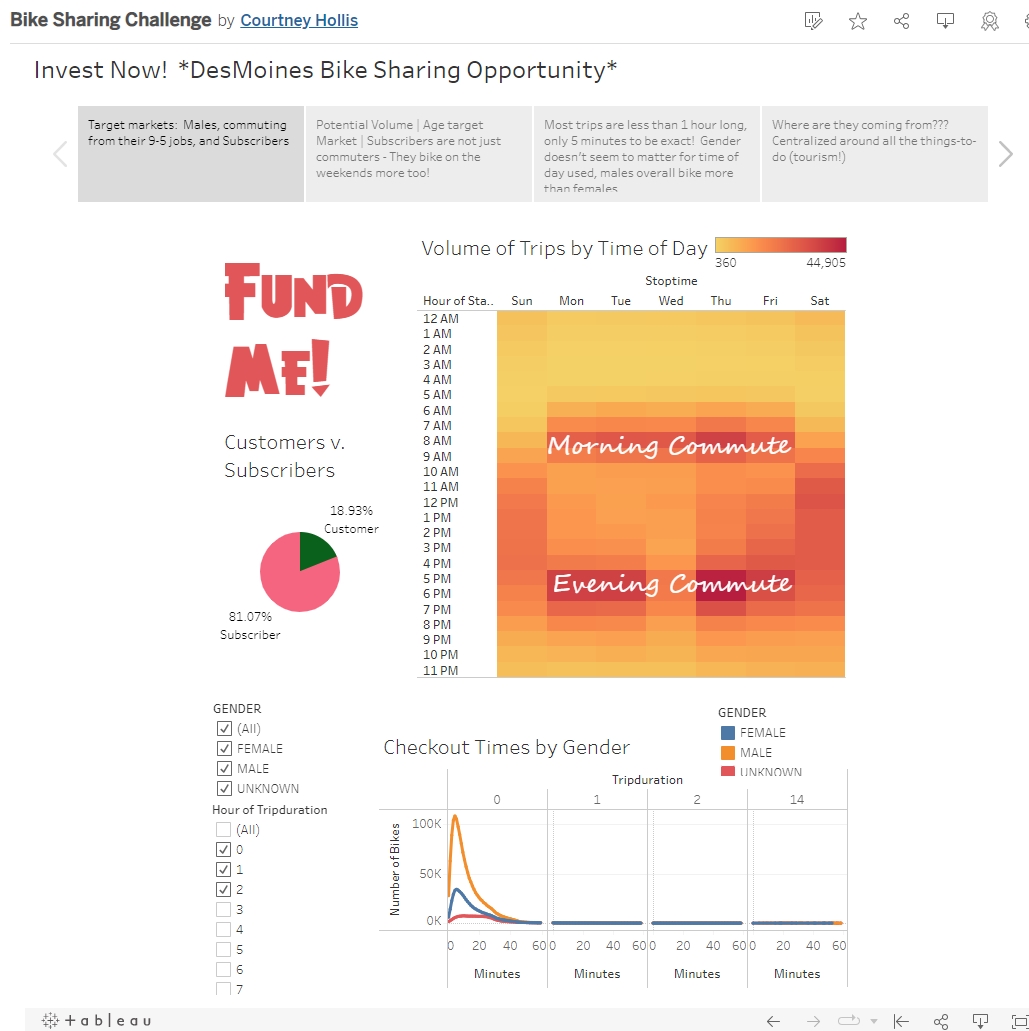 Bike Sharing Challenge by Courtney Hollis
Invest Now! *DesMoines Bike Sharing Opportunity*
Target markets: Males, commuting
from their 9-5 jobs, and Subscribers
Potential Volume | Age target
Market | Subscribers are not just
commuters - They bike on the
weekends more too!
Most trips are less than 1 hour long,
only 5 minutes to be exact! Gender
doesn't seem to matter for time of
day used, males overall bike more
than females
Where are they coming from???
Centralized around all the things-to-
do (tourism!)
FUND
ME!
Customers v.
Subscribers
18.93%
Customer
81.07%
Subscriber
Volume of Trips by Time of Day
360 44,905
Stoptime
Hour of Sta.. Sun Mon Tue Wed Thu Fri Sat
12 AM
1 AM
2 AM
3 AM
4 AM
5 AM
6 AM
7 AM
8 AM
9 AM
10 AM
11 AM
12 PM
1 PM
2 PM
3 PM
4 PM
5 PM
6 PM
7 PM
8 PM
9 PM
10 PM
11 PM
Morning Commute
Evening Commute
GENDER
(All)
FEMALE
MALE
UNKNOWN
Hour of Tripduration
(All)
0
1
2
3
4
5
6
7
Checkout Times by Gender
GENDER
FEMALE
MALE
UNKNOWN
Tripduration
0 1 2 14
Number of Bikes
100K
50K
0K
0 20 40 60 0 20 40 60 0 20 40 60 0 20 40 60
Minutes Minutes Minutes Minutes
+ a b | e a u